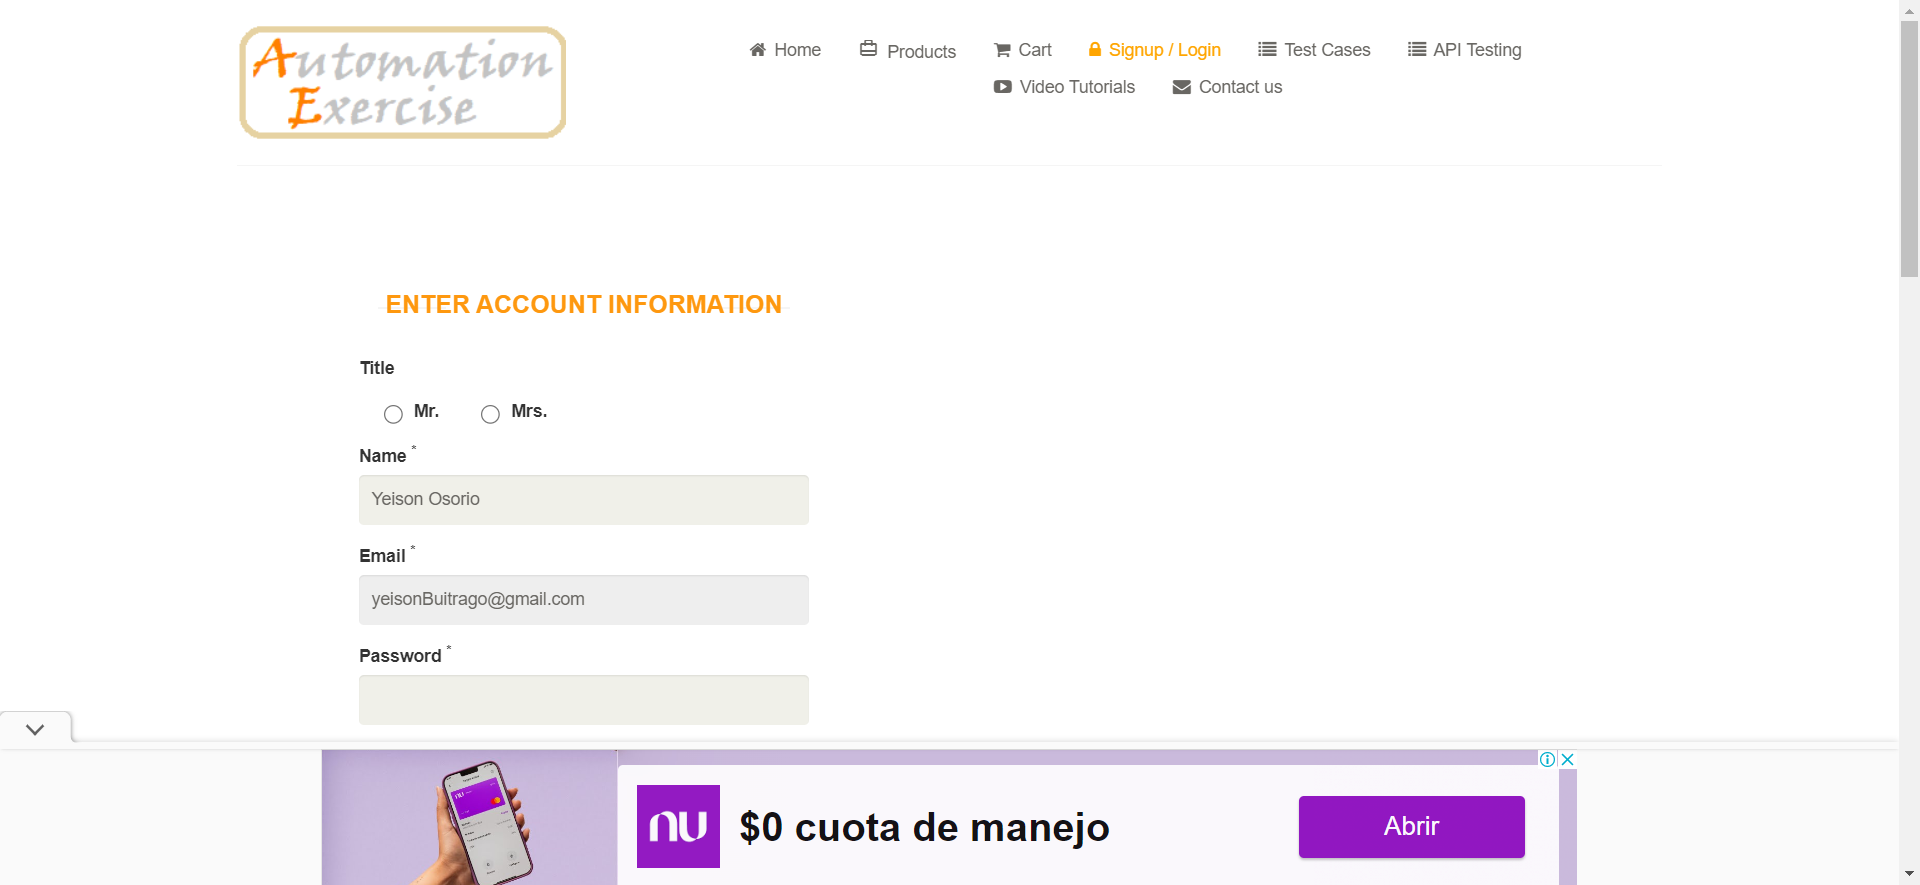 Automation
Exercise
Home
Products
Cart
Signup / Login
Test Cases
API Testing
Video Tutorials
Contact us
ENTER ACCOUNT INFORMATION
Title
Mr.
Mrs.
Name *
Yeison Osorio
Email *
yeisonBuitrago@gmail.com
Password *
nu
nu
$0 cuota de manejo
Abrir